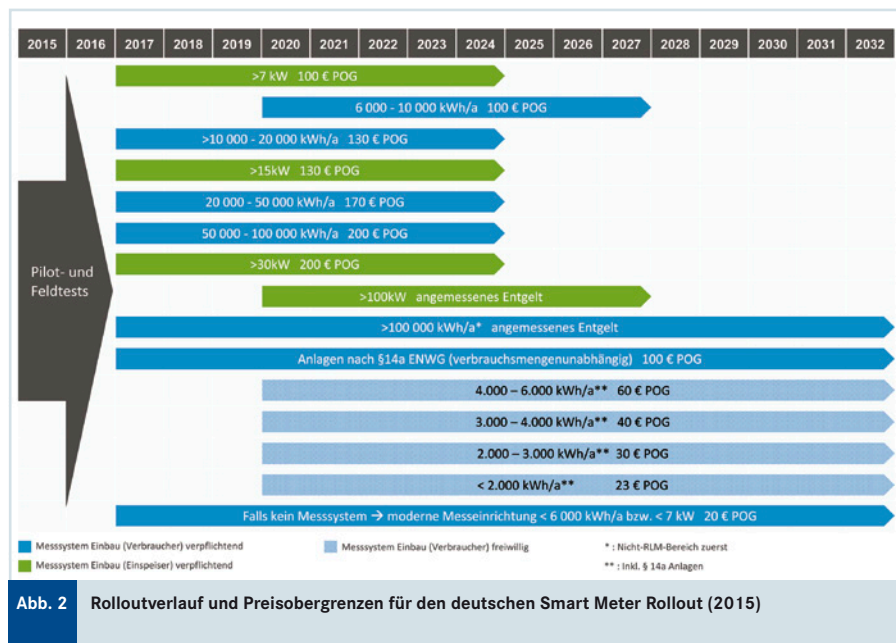 2015 2016 2017 2018 2019 2020 2021 2022 2023 2024 2025 2026 2027 2028 2029 2030 2031 2032
>7 kW 100 € POG
6 000 - 10 000 kWh/a 100 € POG
>10 000 - 20 000 kWh/a 130 € POG
>15kW 130 € POG
20 000 - 50 000 kWh/a 170 € POG
50 000 - 100 000 kWh/a 200 € POG
Pilot- und
Feldtests
>30kW 200 € POG
>100kW angemessenes Entgelt
>100 000 kWh/a* angemessenes Entgelt
Anlagen nach §14a ENWG (verbrauchsmengenunabhängig) 100 € POG
4.000 – 6.000 kWh/a** 60 € POG
3.000 – 4.000 kWh/a** 40 € POG
2.000 – 3.000 kWh/a** 30 € POG
< 2.000 kWh/a** 23 € POG
Falls kein Messsystem → moderne Messeinrichtung < 6 000 kWh/a bzw. < 7 kW 20 € POG
Messsystem Einbau (Verbraucher) verpflichtend
Messsystem Einbau (Verbraucher) freiwillig
* : Nicht-RLM-Bereich zuerst
Messsystem Einbau (Einspeiser) verpflichtend
** : Inkl. § 14a Anlagen
Abb. 2 Rolloutverlauf und Preisobergrenzen für den deutschen Smart Meter Rollout (2015)